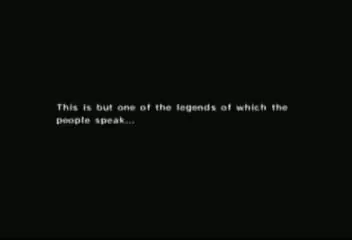 This is but one of the legends of which the
people speak...